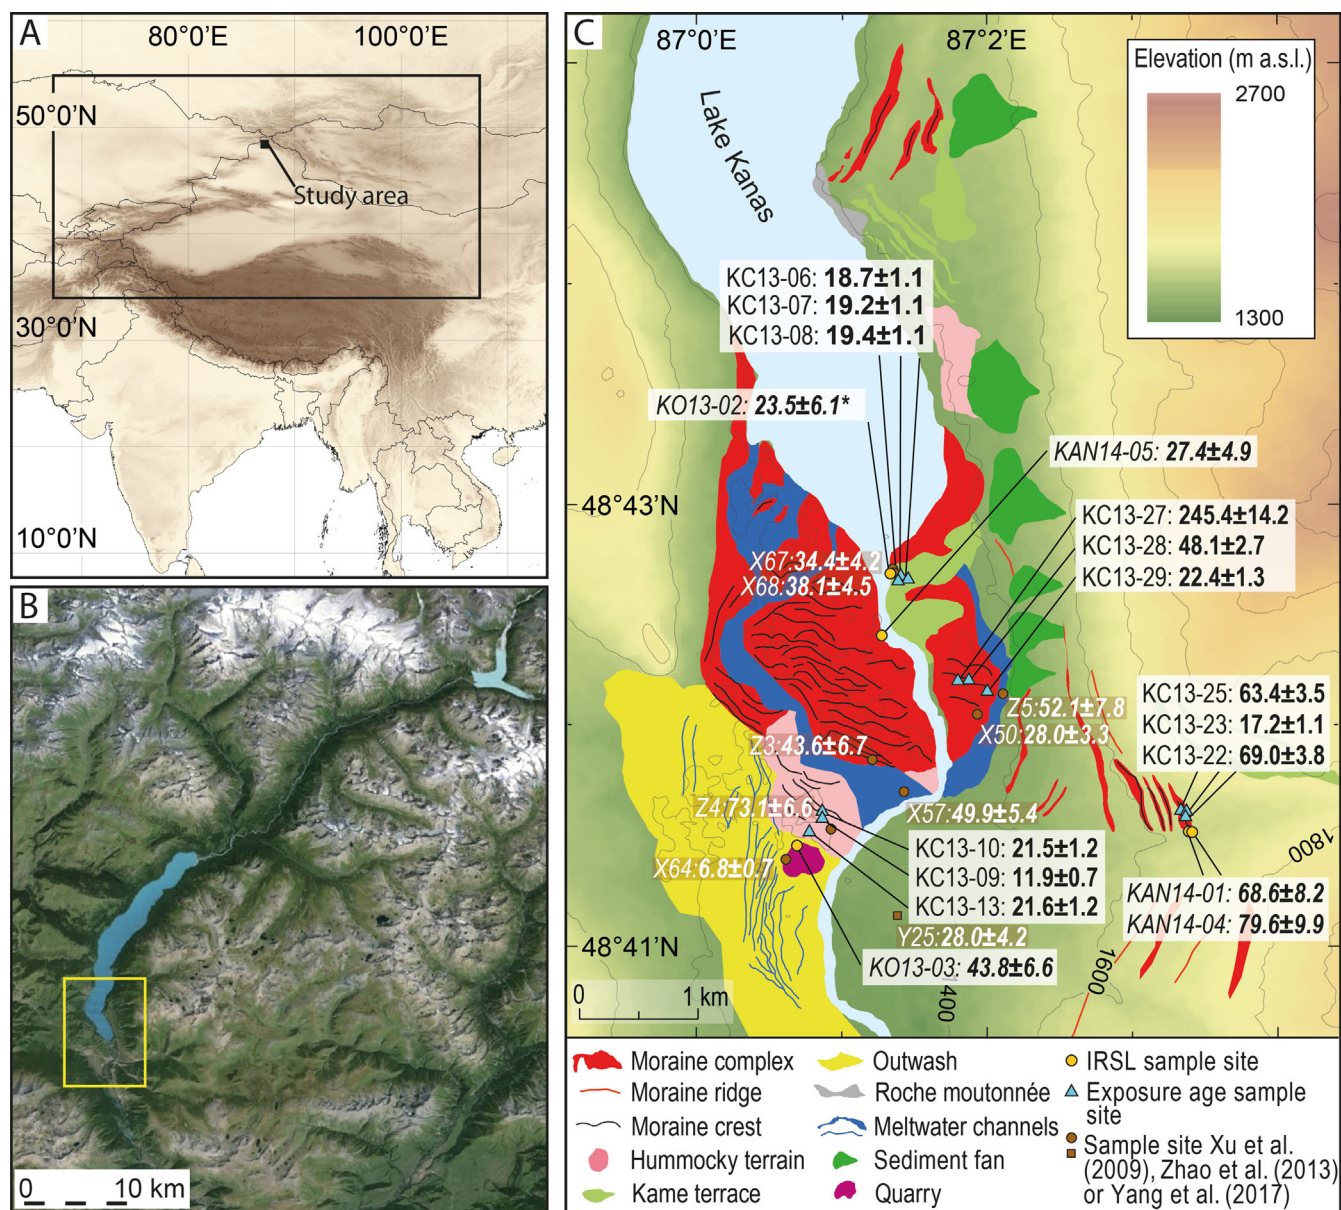 A
80°0'E
100°0'E
50°0'N
Study area
30°0'N
10°0'N
B
0
10 km
C
87°0'E
87°2'E
Elevation (m a.s.l.)
2700
1300
Lake Kanas
KC13-06: 18.7±1.1
KC13-07: 19.2±1.1
KC13-08: 19.4±1.1
KO13-02: 23.5±6.1*
KAN14-05: 27.4±4.9
48°43'N
KC13-27: 245.4±14.2
KC13-28: 48.1±2.7
KC13-29: 22.4±1.3
X67:34.4±4.2
X68:38.1±4.5
KC13-25: 63.4±3.5
KC13-23: 17.2±1.1
KC13-22: 69.0±3.8
Z5:52.1±7.8
X50:28.0±3.3
Z3:43.6±6.7
Z4:73.1±6.6
X57:49.9±5.4
X64:6.8±0.7
KC13-10: 21.5±1.2
KC13-09: 11.9±0.7
KC13-13: 21.6±1.2
1800
KAN14-01: 68.6±8.2
KAN14-04: 79.6±9.9
Y25:28.0±4.2
48°41'N
KO13-03: 43.8±6.6
1600
400
0
1 km
Moraine complex
Moraine ridge
Moraine crest
Hummocky terrain
Kame terrace
Outwash
Roche moutonnée
Meltwater channels
Sediment fan
Quarry
IRSL sample site
Exposure age sample
site
Sample site Xu et al.
(2009), Zhao et al. (2013)
or Yang et al. (2017)